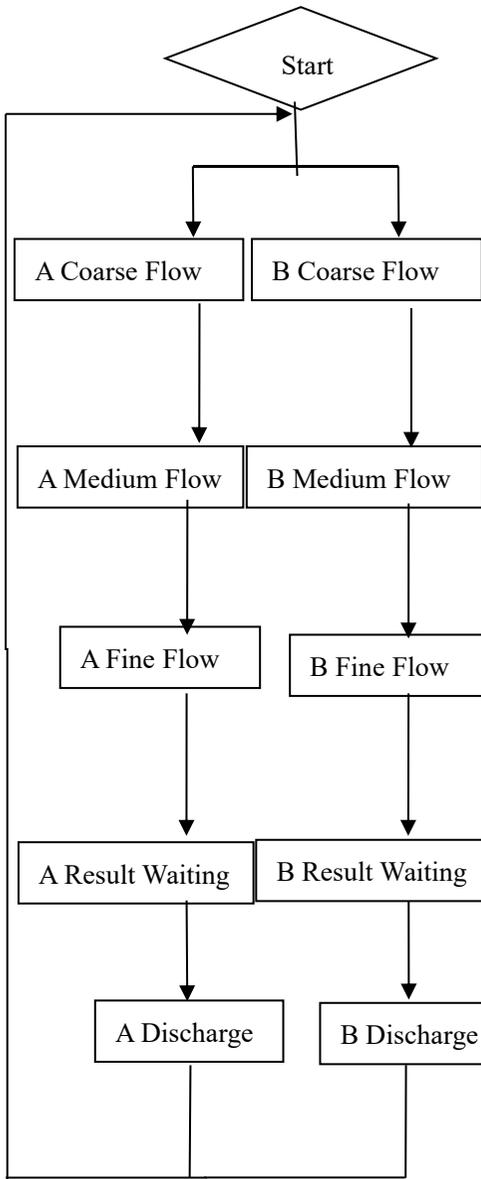 Start
A Coarse Flow
B Coarse Flow
A Medium Flow
B Medium Flow
A Fine Flow
B Fine Flow
A Result Waiting
B Result Waiting
A Discharge
B Discharge